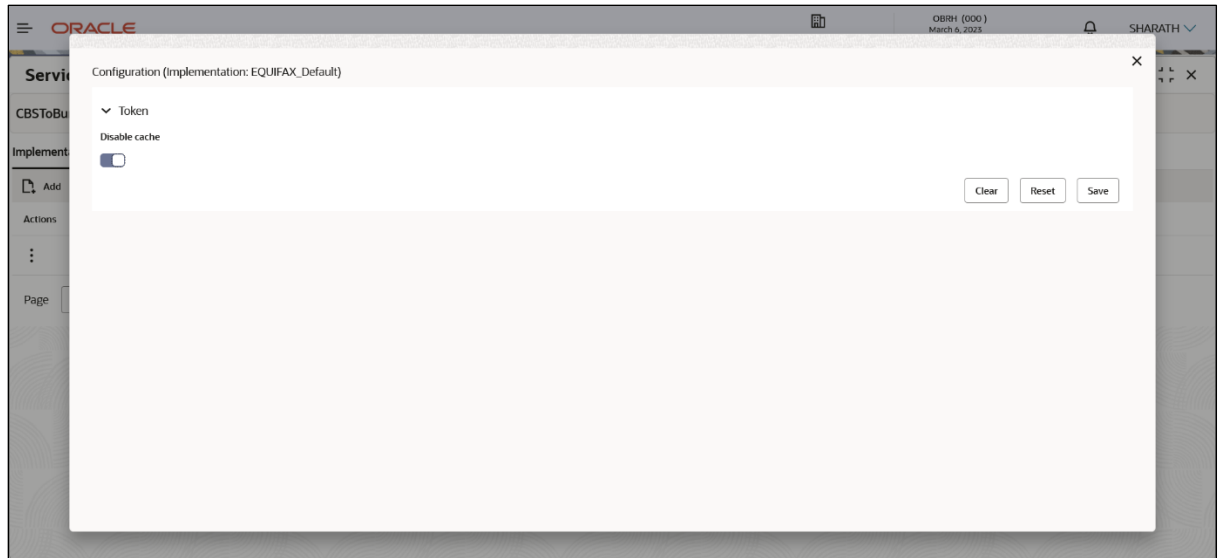 ORACLE
OBRH (000 )
March 6, 2023
SHARATH
Servi
Configuration (Implementation: EQUIFAX_Default)
CBSToBu
Token
Disable cache
Implement
Add
Clear
Reset
Save
Actions
Page